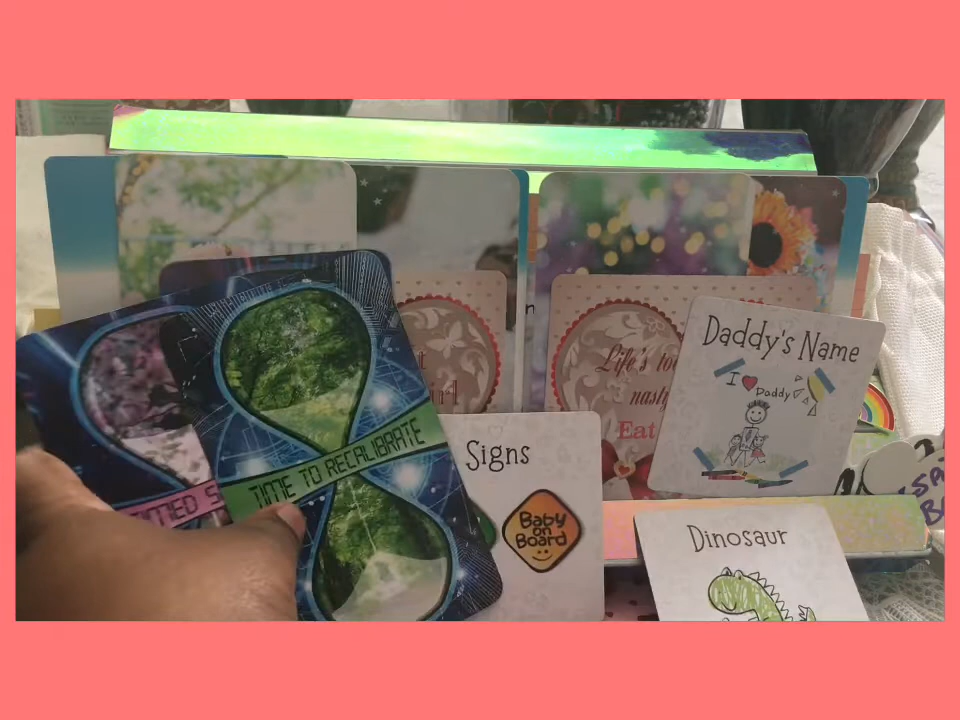 Daddy's Name
I ♥ Daddy
Life's too
nasty
Eat
TIME TO RECALIBRATE
Signs
Baby
on
Board
Dinosaur